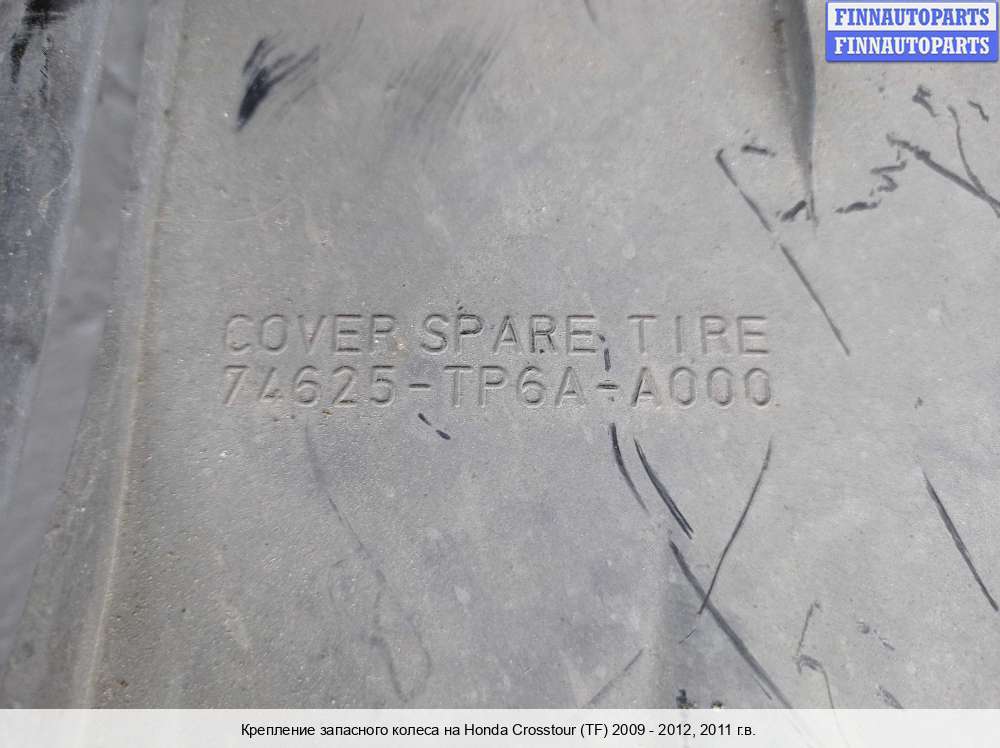 FINNAUTOPARTS
FINNAUTOPARTS
COVER SPARE TIRE
74625-TP6A-A000
Крепление запасного колеса на Honda Crosstour (TF) 2009 - 2012, 2011 г.в.